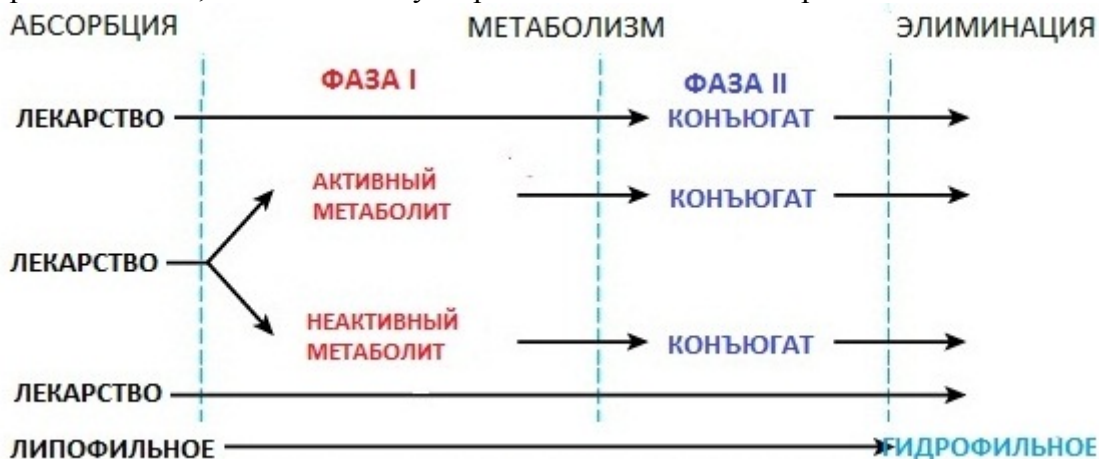 АБСОРБЦИЯ МЕТАБОЛИЗМ ЭЛИМИНАЦИЯ
ФАЗА I ФАЗА II
ЛЕКАРСТВО КОНЪЮГАТ
АКТИВНЫЙ
МЕТАБОЛИТ КОНЪЮГАТ
ЛЕКАРСТВО
НЕАКТИВНЫЙ
МЕТАБОЛИТ КОНЪЮГАТ
ЛЕКАРСТВО
ЛИПОФИЛЬНОЕ ГИДРОФИЛЬНОЕ